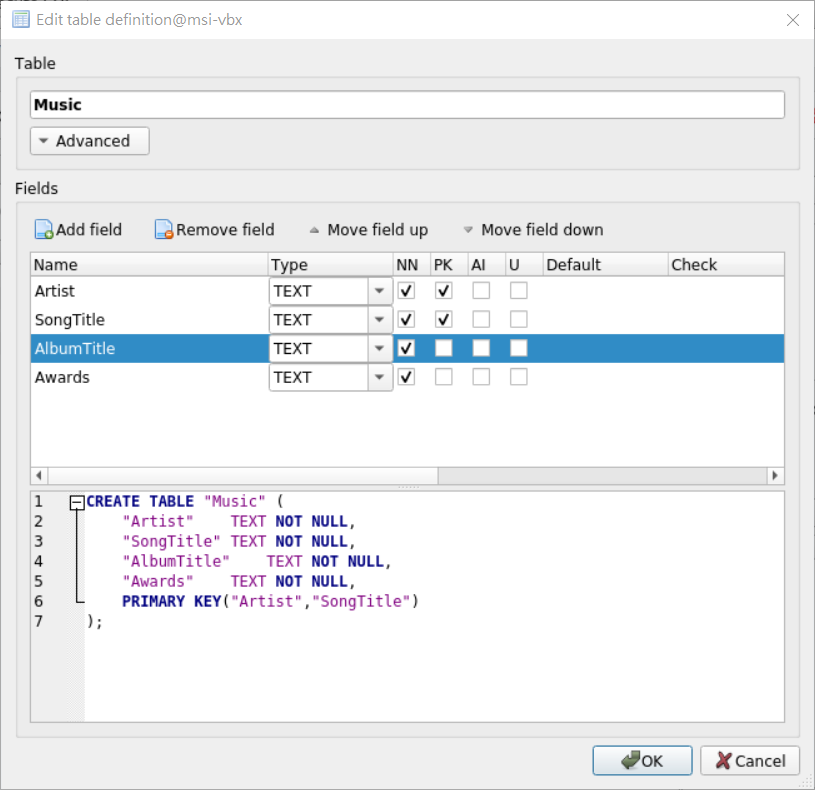 Edit table definition@msi-vbx
Table
Music
Advanced
Fields
Add field Remove field Move field up Move field down
Name Type NN PK AI U Default Check
Artist TEXT
SongTitle TEXT
AlbumTitle TEXT
Awards TEXT
1 CREATE TABLE "Music" (
2 "Artist" TEXT NOT NULL,
3 "SongTitle" TEXT NOT NULL,
4 "AlbumTitle" TEXT NOT NULL,
5 "Awards" TEXT NOT NULL,
6 PRIMARY KEY("Artist","SongTitle")
7 );
OK Cancel